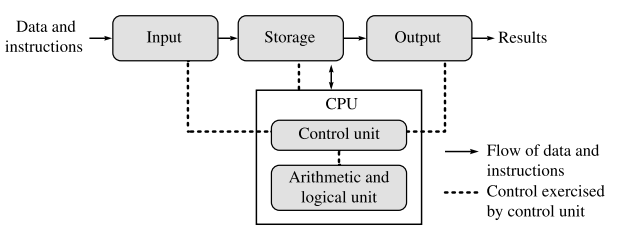 Data and
instructions
Input
Storage
Output
Results
CPU
Control unit
Arithmetic and
logical unit
Flow of data and
instructions
Control exercised
by control unit